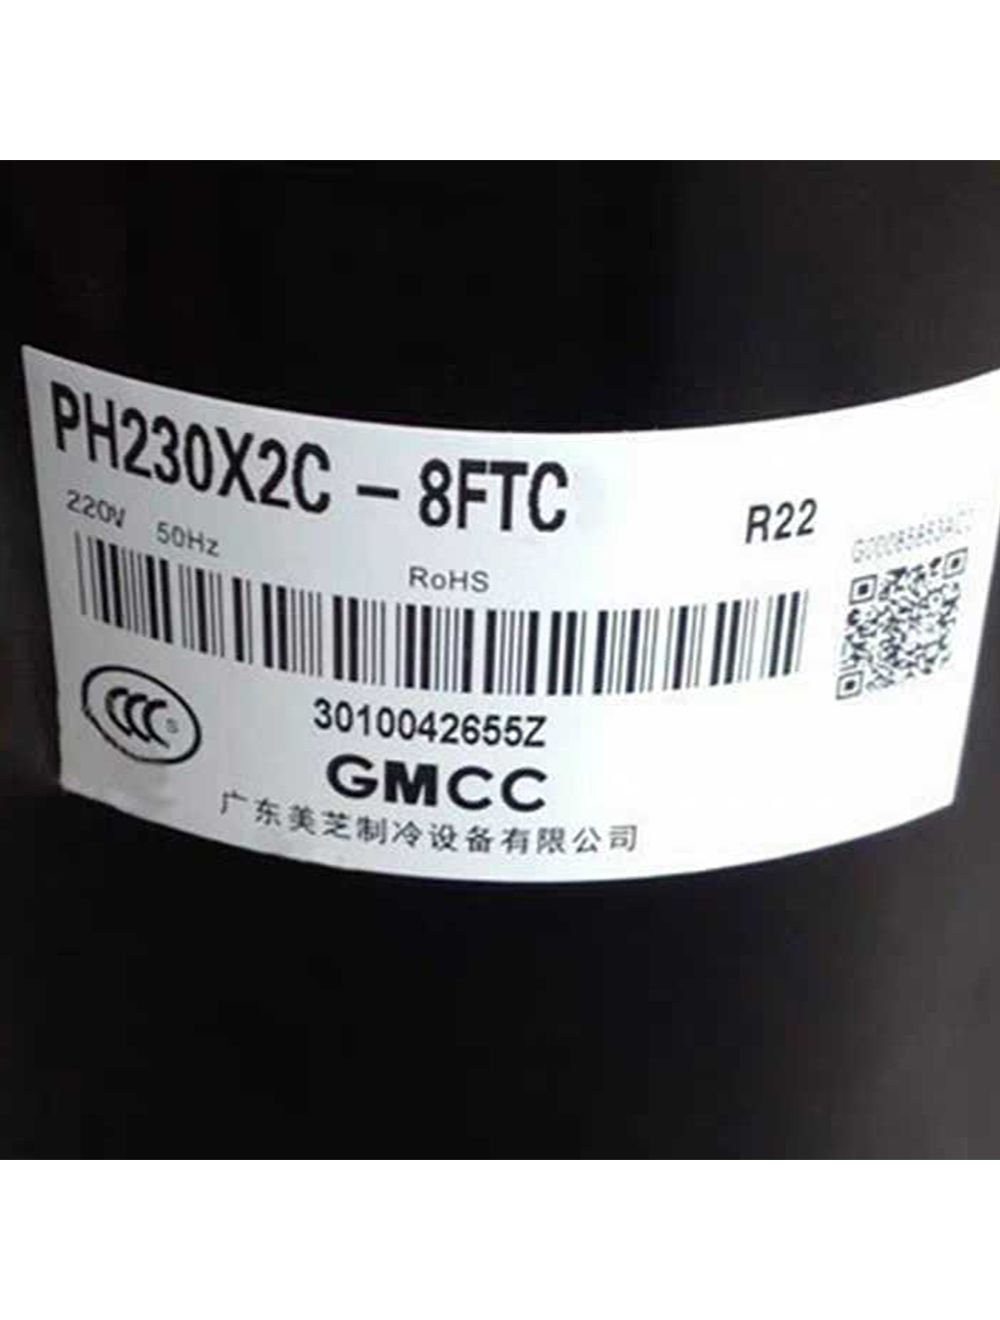 PH230X2C - 8FTC
220V 50Hz
R22
RoHS
3010042655Z
CCC S
GMCC
广东美芝制冷设备有限公司